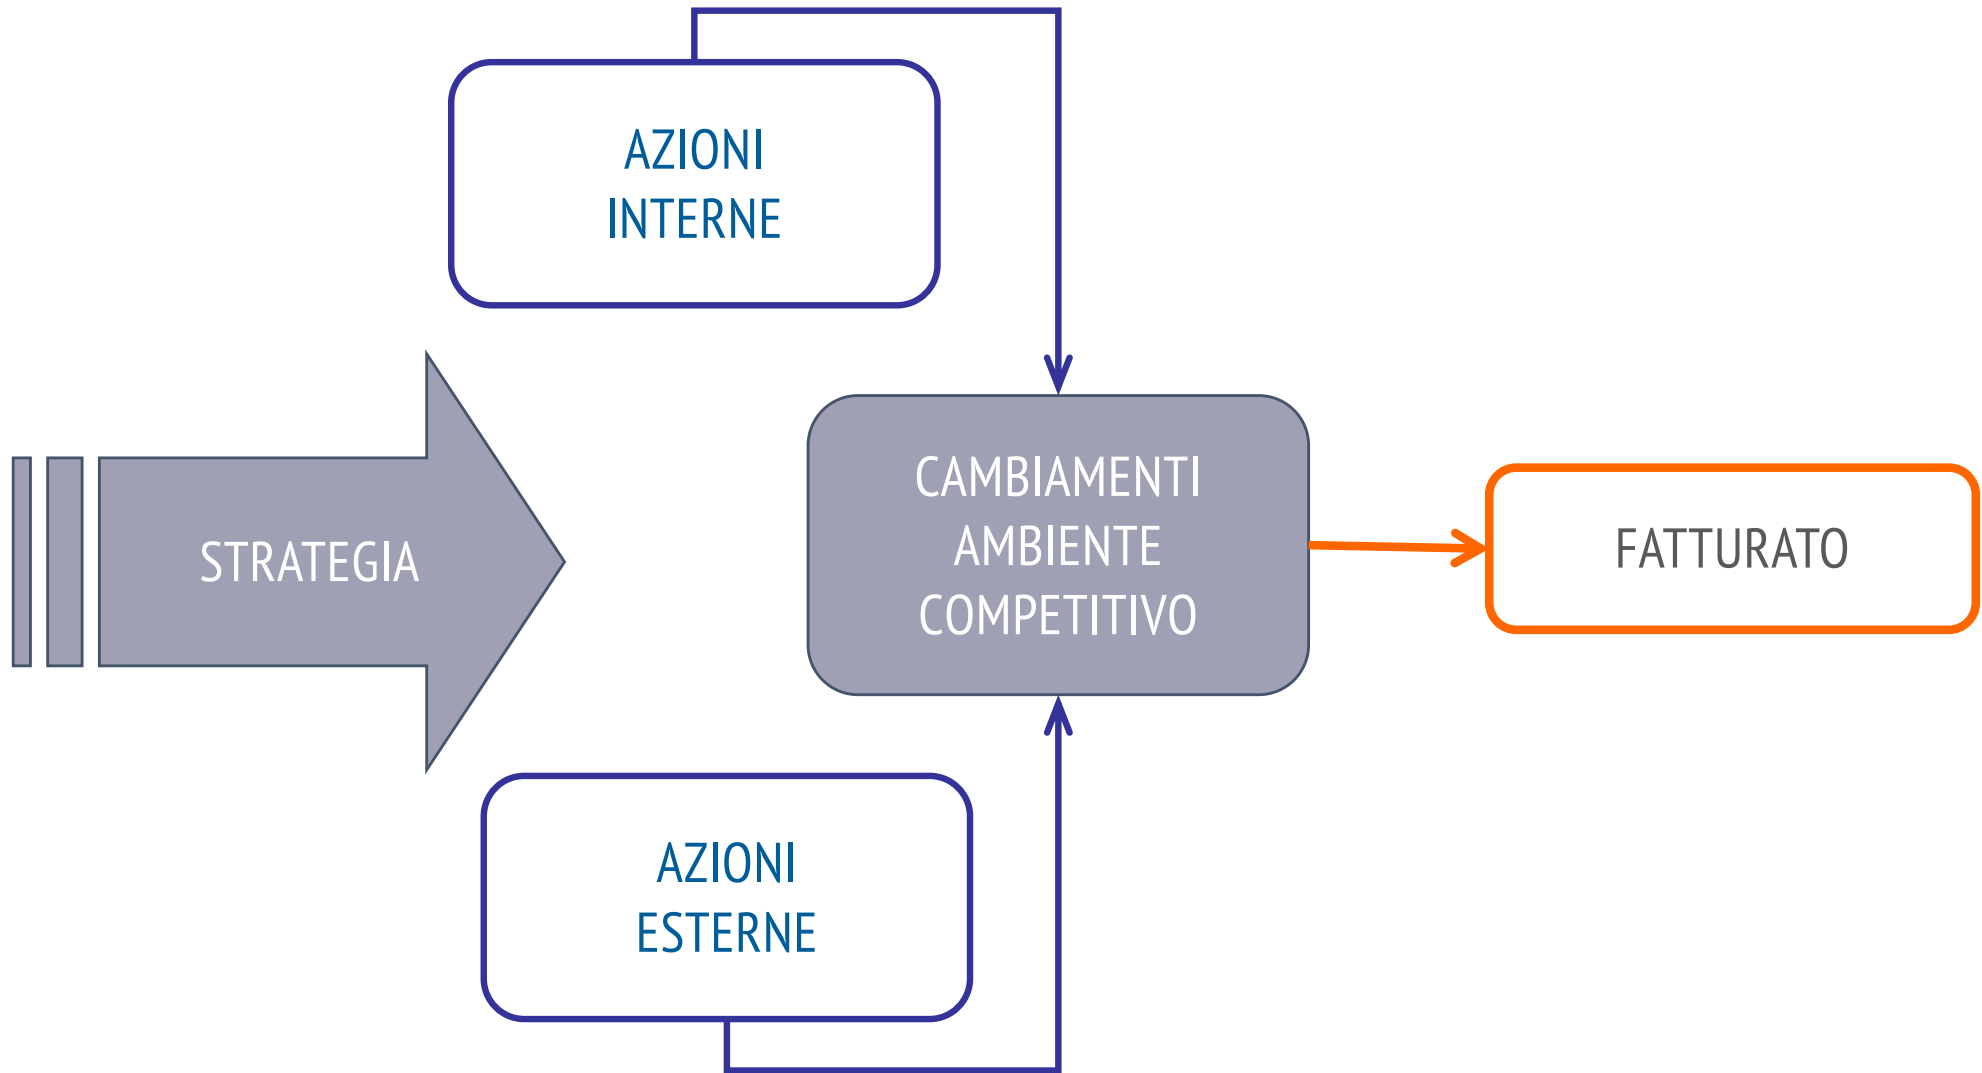 AZIONI
INTERNE
STRATEGIA
CAMBIAMENTI
AMBIENTE
COMPETITIVO
FATTURATO
AZIONI
ESTERNE